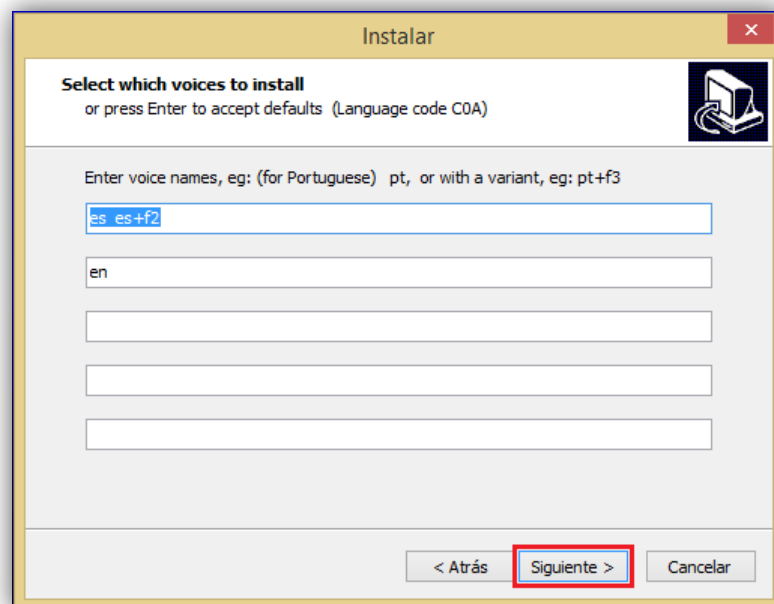 Instalar
Select which voices to install
or press Enter to accept defaults (Language code C0A)
Enter voice names, eg: (for Portuguese) pt, or with a variant, eg: pt+f3
es es+f2
en
< Atrás
Siguiente >
Cancelar